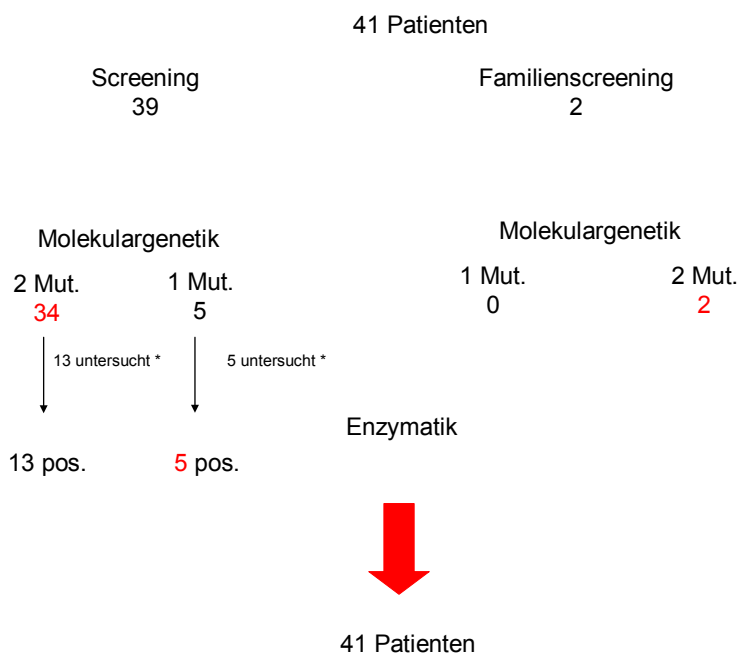 41 Patienten
Screening
39
Familienscreening
2
Molekulargenetik
2 Mut.
34
1 Mut.
5
Molekulargenetik
1 Mut.
0
2 Mut.
2
13 untersucht *
5 untersucht *
Enzymatik
13 pos.
5 pos.
41 Patienten